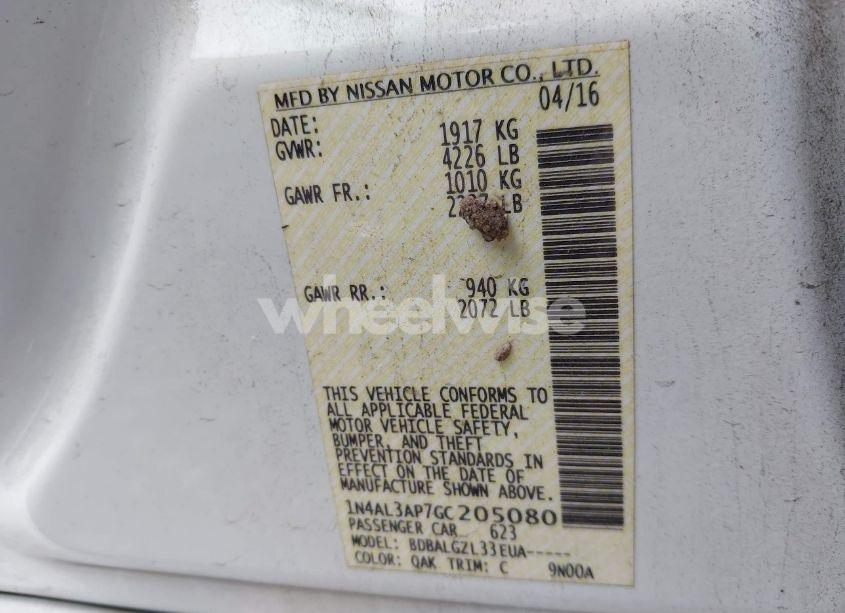 MFD BY NISSAN MOTOR CO., LTD.
DATE: 04/16
GVWR: 1917 KG
4226 LB
GAWR FR.: 1010 KG
LB
GAWR RR.: 940 KG
2072 LB
wheelwise
THIS VEHICLE CONFORMS TO
ALL APPLICABLE FEDERAL
MOTOR VEHICLE SAFETY,
BUMPER, AND THEFT
PREVENTION STANDARDS IN
EFFECT ON THE DATE OF
MANUFACTURE SHOWN ABOVE.
1N4AL3AP7GC205080
PASSENGER CAR 623
MODEL: BDBALGZL33EUA-----
COLOR: QAK TRIM: C 9N00A